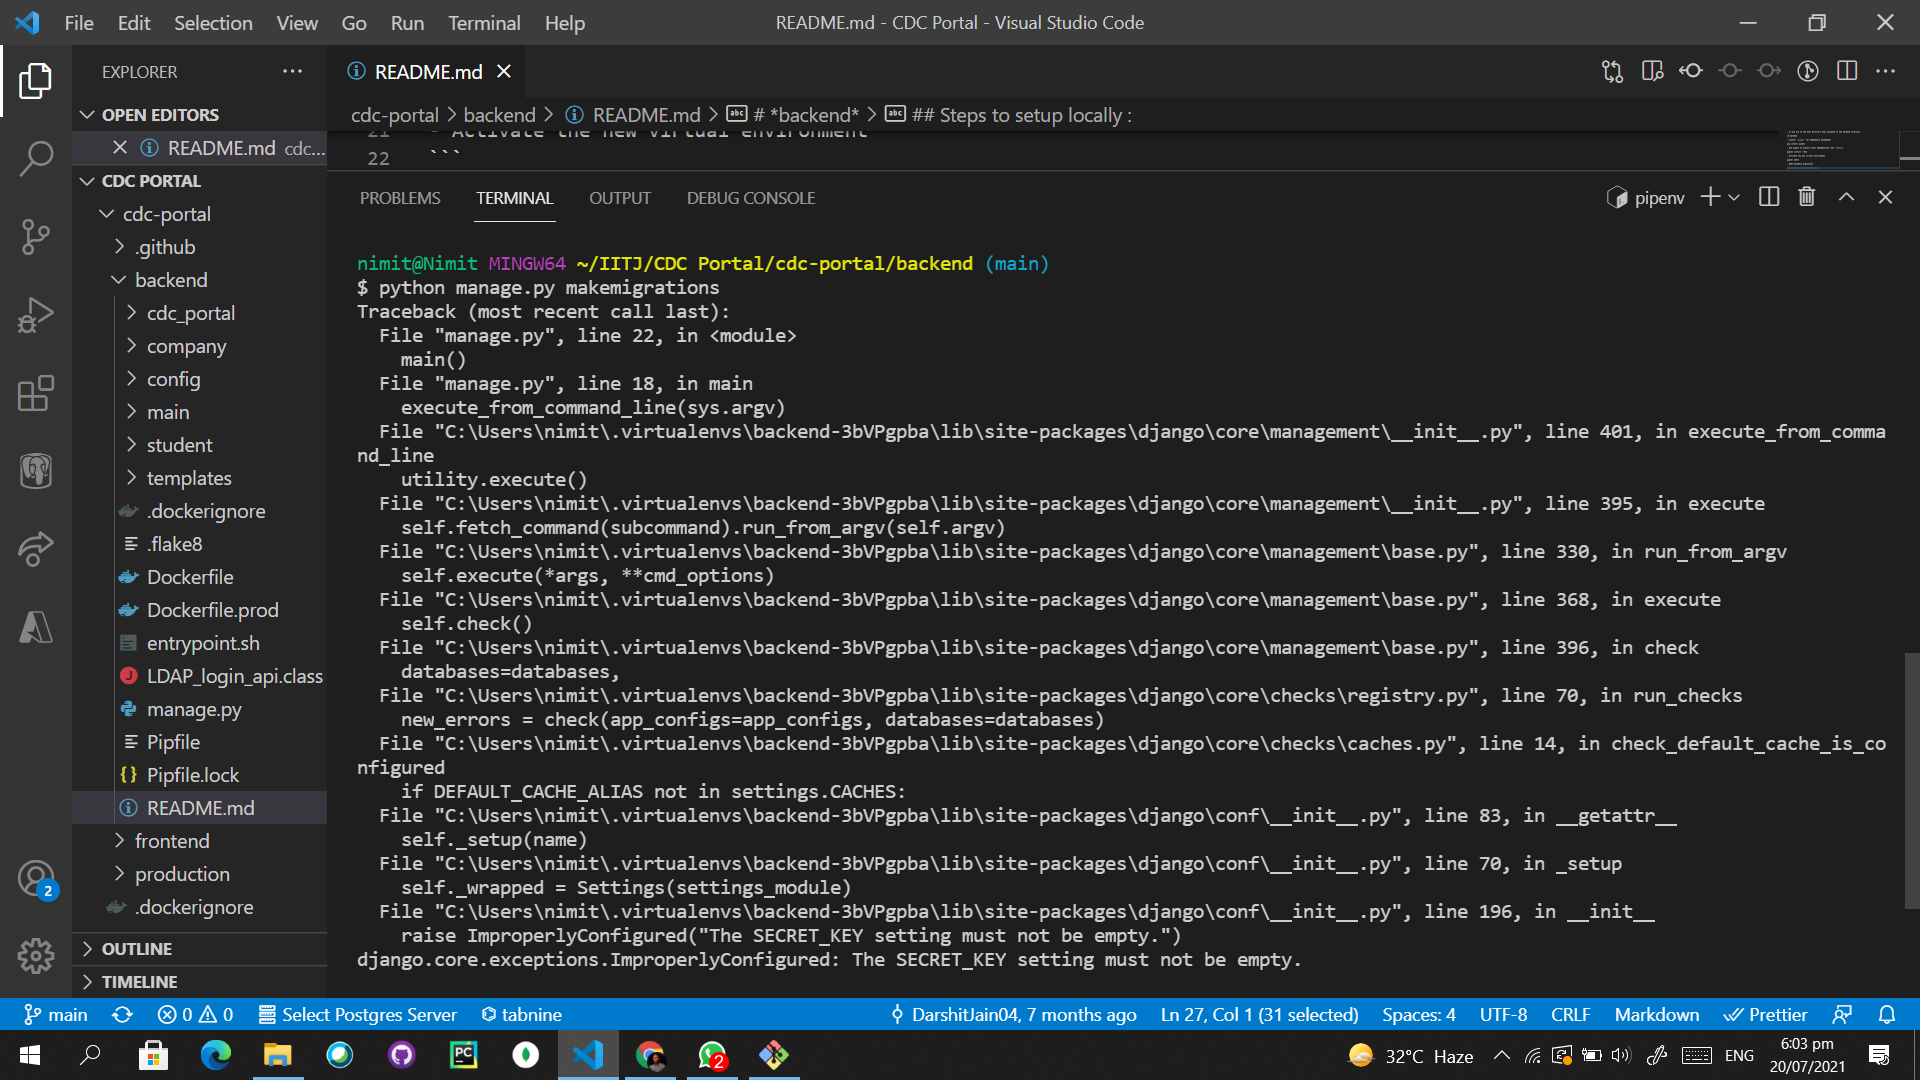 File Edit Selection View Go Run Terminal Help
README.md - CDC Portal - Visual Studio Code
EXPLORER
README.md
OPEN EDITORS
README.md cdc...
cdc-portal > backend > README.md > # *backend* > ## Steps to setup locally :
21 - Activate the new virtual environment
22 ```
CDC PORTAL
cdc-portal
.github
backend
cdc_portal
company
config
main
student
templates
.dockerignore
.flake8
Dockerfile
Dockerfile.prod
entrypoint.sh
LDAP_login_api.class
manage.py
Pipfile
Pipfile.lock
README.md
frontend
production
.dockerignore
OUTLINE
TIMELINE
2
PROBLEMS TERMINAL OUTPUT DEBUG CONSOLE
pipenv
nimit@Nimit MINGW64 ~/IITJ/CDC Portal/cdc-portal/backend (main)
$ python manage.py makemigrations
Traceback (most recent call last):
File "manage.py", line 22, in <module>
main()
File "manage.py", line 18, in main
execute_from_command_line(sys.argv)
File "C:\Users\nimit\.virtualenvs\backend-3bVPgpba\lib\site-packages\django\core\management\__init__.py", line 401, in execute_from_comma
nd_line
utility.execute()
File "C:\Users\nimit\.virtualenvs\backend-3bVPgpba\lib\site-packages\django\core\management\__init__.py", line 395, in execute
self.fetch_command(subcommand).run_from_argv(self.argv)
File "C:\Users\nimit\.virtualenvs\backend-3bVPgpba\lib\site-packages\django\core\management\base.py", line 330, in run_from_argv
self.execute(*args, **cmd_options)
File "C:\Users\nimit\.virtualenvs\backend-3bVPgpba\lib\site-packages\django\core\management\base.py", line 368, in execute
self.check()
File "C:\Users\nimit\.virtualenvs\backend-3bVPgpba\lib\site-packages\django\core\management\base.py", line 396, in check
databases=databases,
File "C:\Users\nimit\.virtualenvs\backend-3bVPgpba\lib\site-packages\django\core\checks\registry.py", line 70, in run_checks
new_errors = check(app_configs=app_configs, databases=databases)
File "C:\Users\nimit\.virtualenvs\backend-3bVPgpba\lib\site-packages\django\core\checks\caches.py", line 14, in check_default_cache_is_co
nfigured
if DEFAULT_CACHE_ALIAS not in settings.CACHES:
File "C:\Users\nimit\.virtualenvs\backend-3bVPgpba\lib\site-packages\django\conf\__init__.py", line 83, in __getattr__
self._setup(name)
File "C:\Users\nimit\.virtualenvs\backend-3bVPgpba\lib\site-packages\django\conf\__init__.py", line 70, in _setup
self._wrapped = Settings(settings_module)
File "C:\Users\nimit\.virtualenvs\backend-3bVPgpba\lib\site-packages\django\conf\__init__.py", line 196, in __init__
raise ImproperlyConfigured("The SECRET_KEY setting must not be empty.")
django.core.exceptions.ImproperlyConfigured: The SECRET_KEY setting must not be empty.
main 0 0 Select Postgres Server tabnine
DarshitJain04, 7 months ago Ln 27, Col 1 (31 selected) Spaces: 4 UTF-8 CRLF Markdown Prettier
PC
2
32°C Haze ENG
6:03 pm
20/07/2021